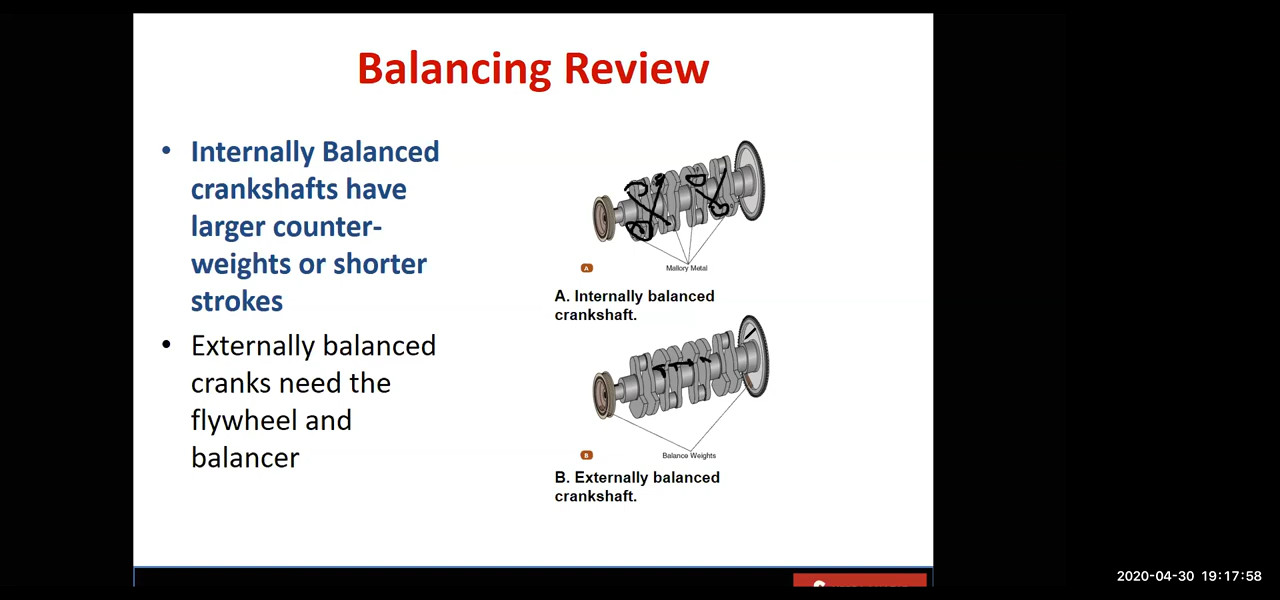 Balancing Review
• Internally Balanced
crankshafts have
larger counter-
weights or shorter
strokes
• Externally balanced
cranks need the
flywheel and
balancer
Mallory Metal
A
A. Internally balanced
crankshaft.
B
Balance Weights
B. Externally balanced
crankshaft.
2020-04-30 19:17:58